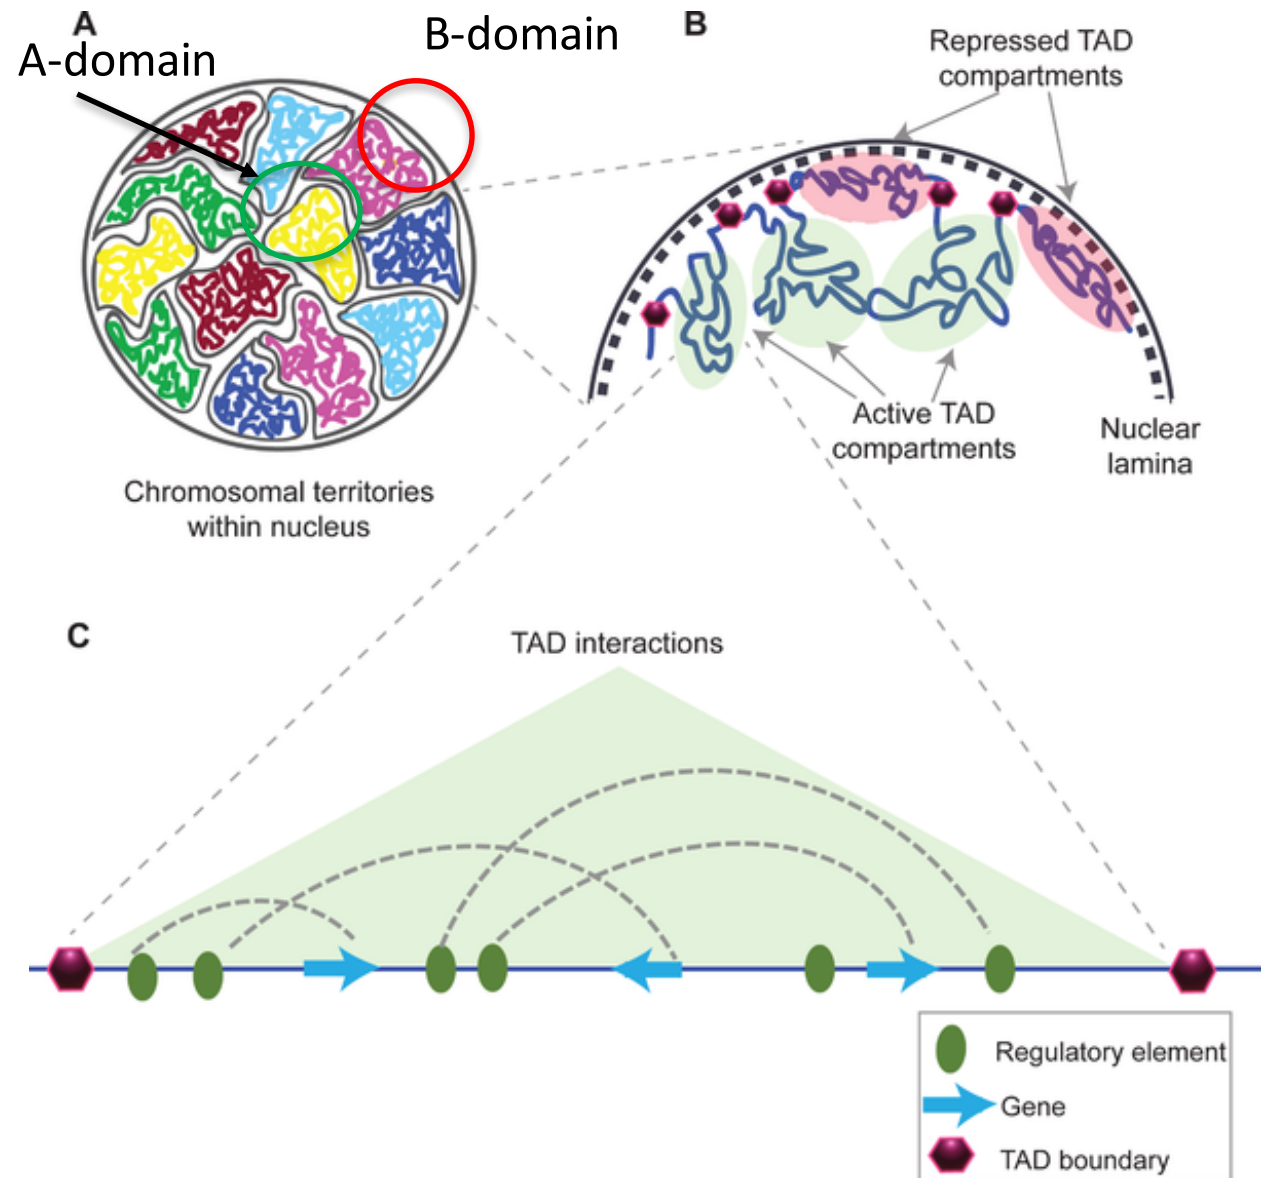 A
A-domain
B-domain
Chromosomal territories
within nucleus
B
Repressed TAD
compartments
Active TAD
compartments
Nuclear
lamina
C
TAD interactions
Regulatory element
Gene
TAD boundary